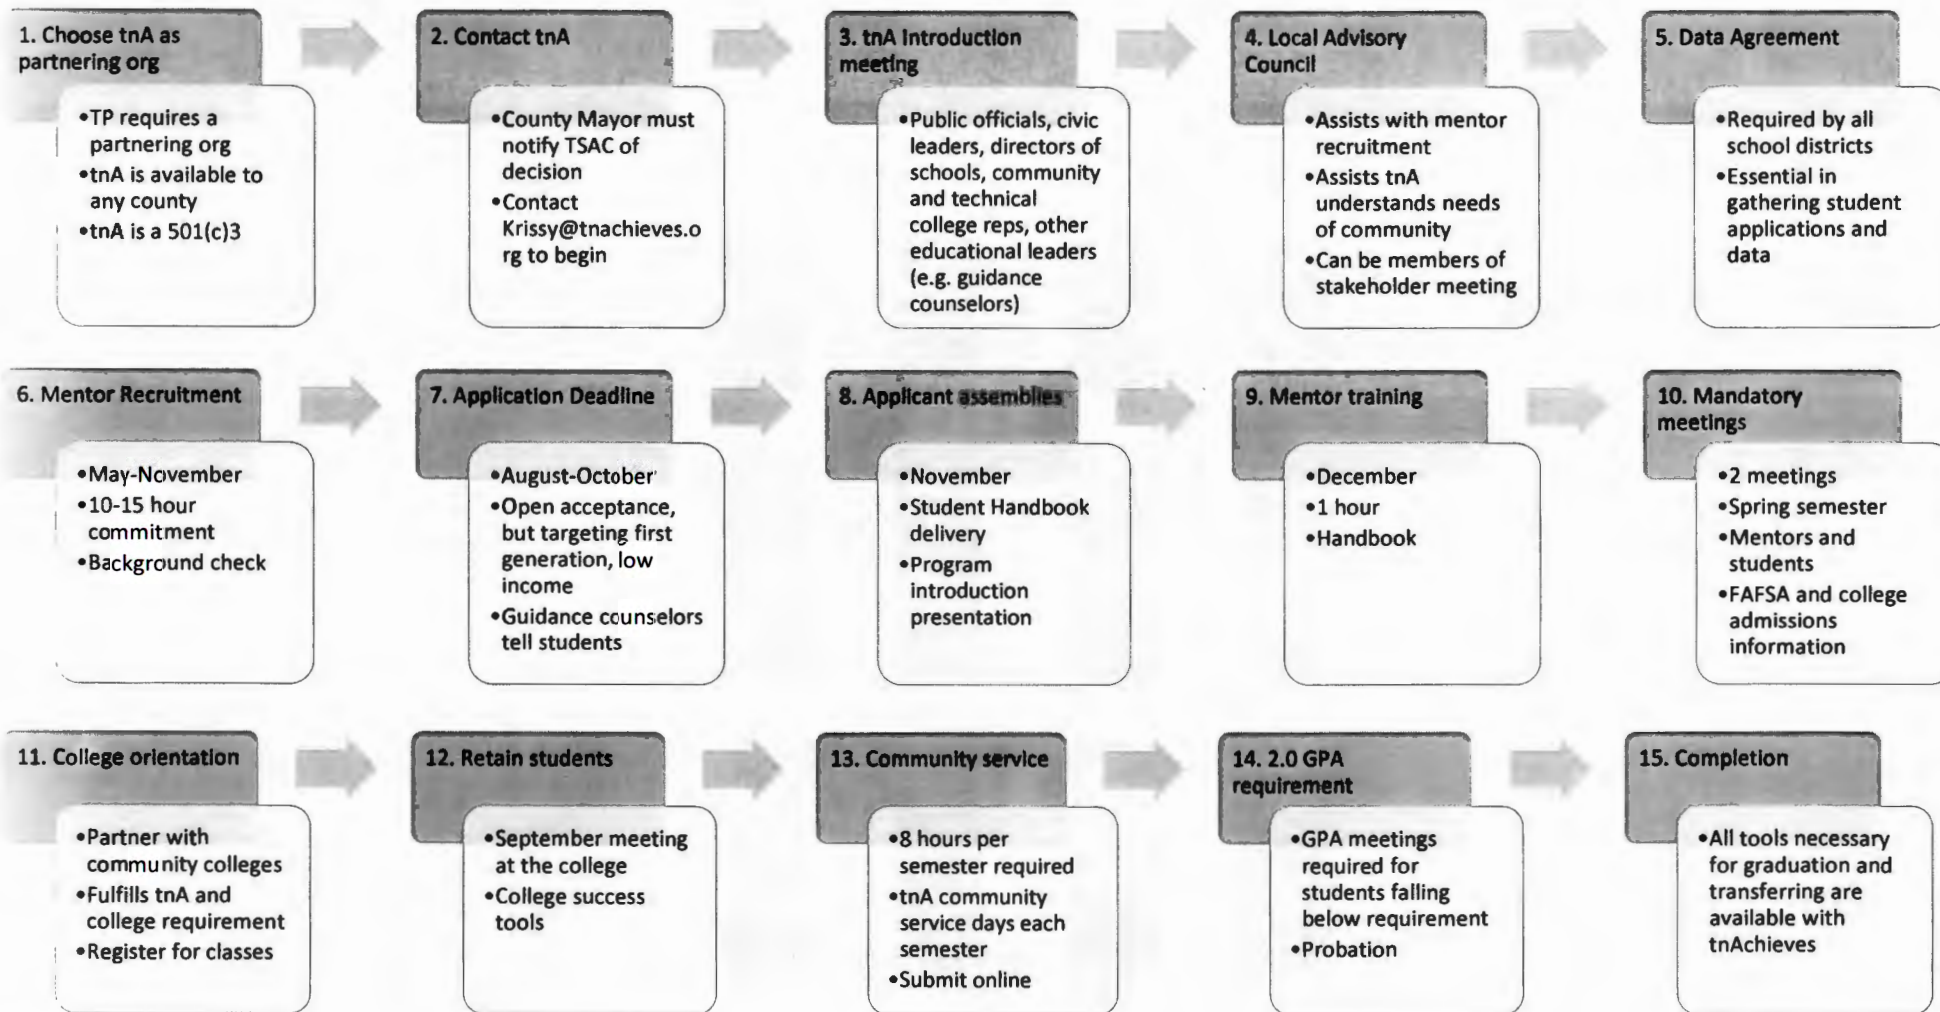 1. Choose tnA as
partnering org
•TP requires a
partnering org
•tnA is available to
any county
•tnA is a 501(c)3
2. Contact tnA
•County Mayor must
notify TSAC of
decision
•Contact
Krissy@tnachieves.o
rg to begin
3. tnA Introduction
meeting
•Public officials, civic
leaders, directors of
schools, community
and technical
college reps, other
educational leaders
(e.g. guidance
counselors)
4. Local Advisory
Council
•Assists with mentor
recruitment
•Assists tnA
understands needs
of community
•Can be members of
stakeholder meeting
5. Data Agreement
•Required by all
school districts
•Essential in
gathering student
applications and
data
6. Mentor Recruitment
•May-November
•10-15 hour
commitment
•Background check
7. Application Deadline
•August-October
•Open acceptance,
but targeting first
generation, low
income
•Guidance counselors
tell students
8. Applicant assemblies
•November
•Student Handbook
delivery
•Program
introduction
presentation
9. Mentor training
•December
•1 hour
•Handbook
10. Mandatory
meetings
•2 meetings
•Spring semester
•Mentors and
students
•FAFSA and college
admissions
information
11. College orientation
•Partner with
community colleges
•Fulfills tnA and
college requirement
•Register for classes
12. Retain students
•September meeting
at the college
•College success
tools
13. Community service
•8 hours per
semester required
•tnA community
service days each
semester
•Submit online
14. 2.0 GPA
requirement
•GPA meetings
required for
students falling
below requirement
•Probation
15. Completion
•All tools necessary
for graduation and
transferring are
available with
tnAchieves